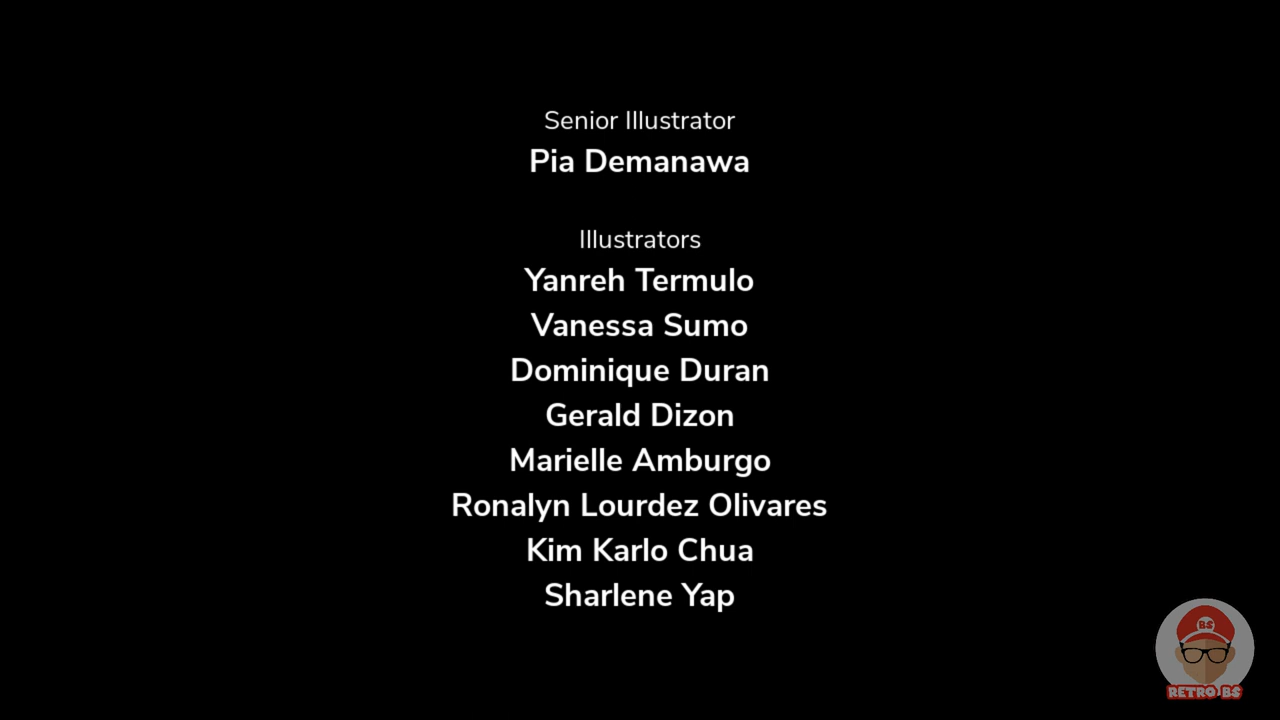 Senior Illustrator
Pia Demanawa
Illustrators
Yanreh Termulo
Vanessa Sumo
Dominique Duran
Gerald Dizon
Marielle Amburgo
Ronalyn Lourdez Olivares
Kim Karlo Chua
Sharlene Yap
BS
RETRO BS